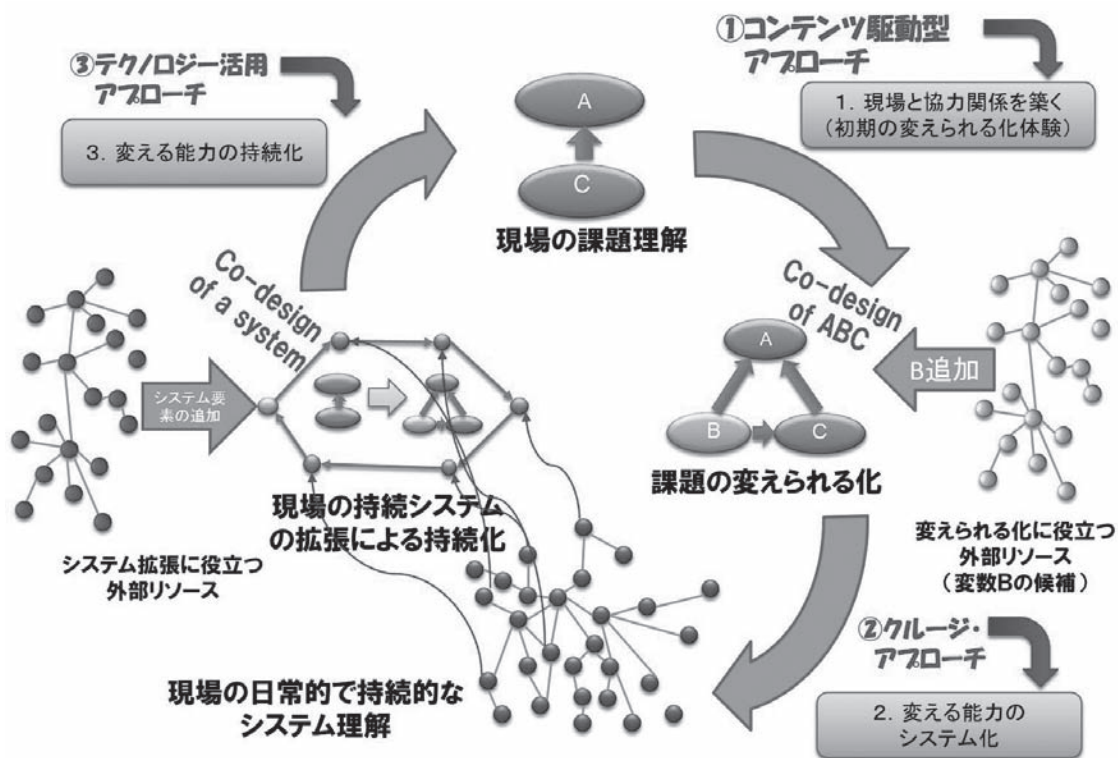 ①コンテンツ駆動型
アプローチ
1. 現場と協力関係を築く
(初期の変えられる化体験)
③テクノロジー活用
アプローチ
3. 変える能力の持続化
A
C
現場の課題理解
Co-design
of ABC
B追加
A
B
C
課題の変えられる化
変えられる化に役立つ
外部リソース
(変数Bの候補)
②クルージ・
アプローチ
2. 変える能力の
システム化
現場の日常的で持続的な
システム理解
Co-design
of a system
システム要
素の追加
現場の持続システム
の拡張による持続化
システム拡張に役立つ
外部リソース